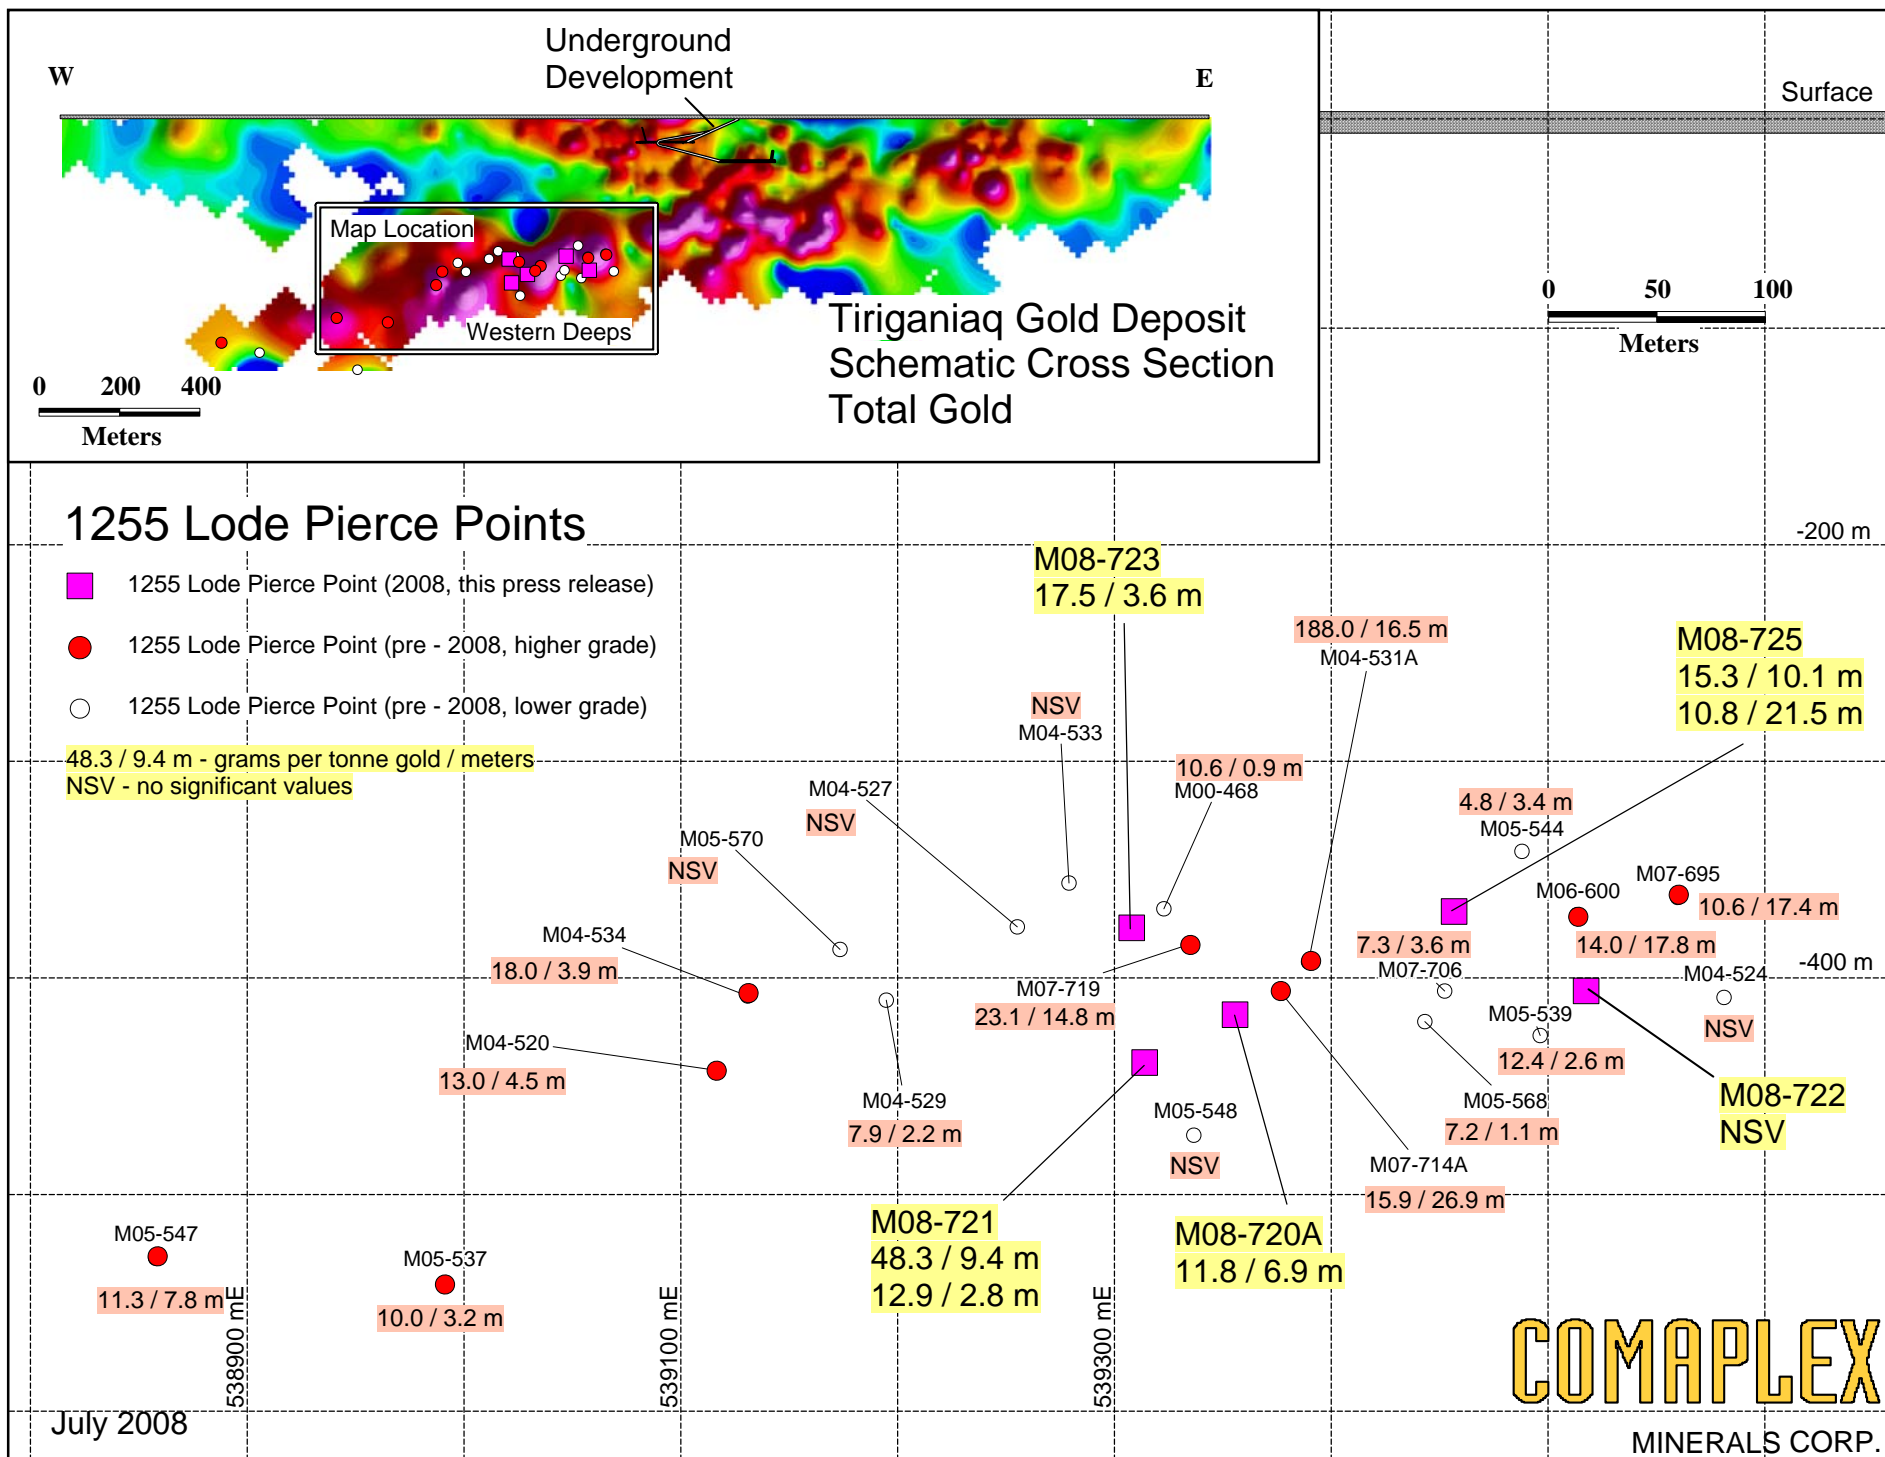 Underground
Development
W
E
Surface
Map Location
Western Deeps
0 200 400
Meters
Tiriganiaq Gold Deposit
Schematic Cross Section
Total Gold
0 50 100
Meters
1255 Lode Pierce Points
1255 Lode Pierce Point (2008, this press release)
1255 Lode Pierce Point (pre - 2008, higher grade)
1255 Lode Pierce Point (pre - 2008, lower grade)
48.3 / 9.4 m - grams per tonne gold / meters
NSV - no significant values
-200 m
M08-723
17.5 / 3.6 m
188.0 / 16.5 m
M04-531A
M08-725
15.3 / 10.1 m
10.8 / 21.5 m
NSV
M04-533
10.6 / 0.9 m
M00-468
M04-527
NSV
4.8 / 3.4 m
M05-544
M05-570
NSV
M06-600
14.0 / 17.8 m
M07-695
10.6 / 17.4 m
M04-534
18.0 / 3.9 m
7.3 / 3.6 m
M07-706
-400 m
M04-524
NSV
M07-719
23.1 / 14.8 m
M05-539
12.4 / 2.6 m
M04-520
13.0 / 4.5 m
M04-529
7.9 / 2.2 m
M05-548
NSV
M05-568
7.2 / 1.1 m
M08-722
NSV
M07-714A
15.9 / 26.9 m
M08-721
48.3 / 9.4 m
12.9 / 2.8 m
M08-720A
11.8 / 6.9 m
M05-547
11.3 / 7.8 m
M05-537
10.0 / 3.2 m
538900 mE
539100 mE
539300 mE
July 2008
COMAPLEX
MINERALS CORP.